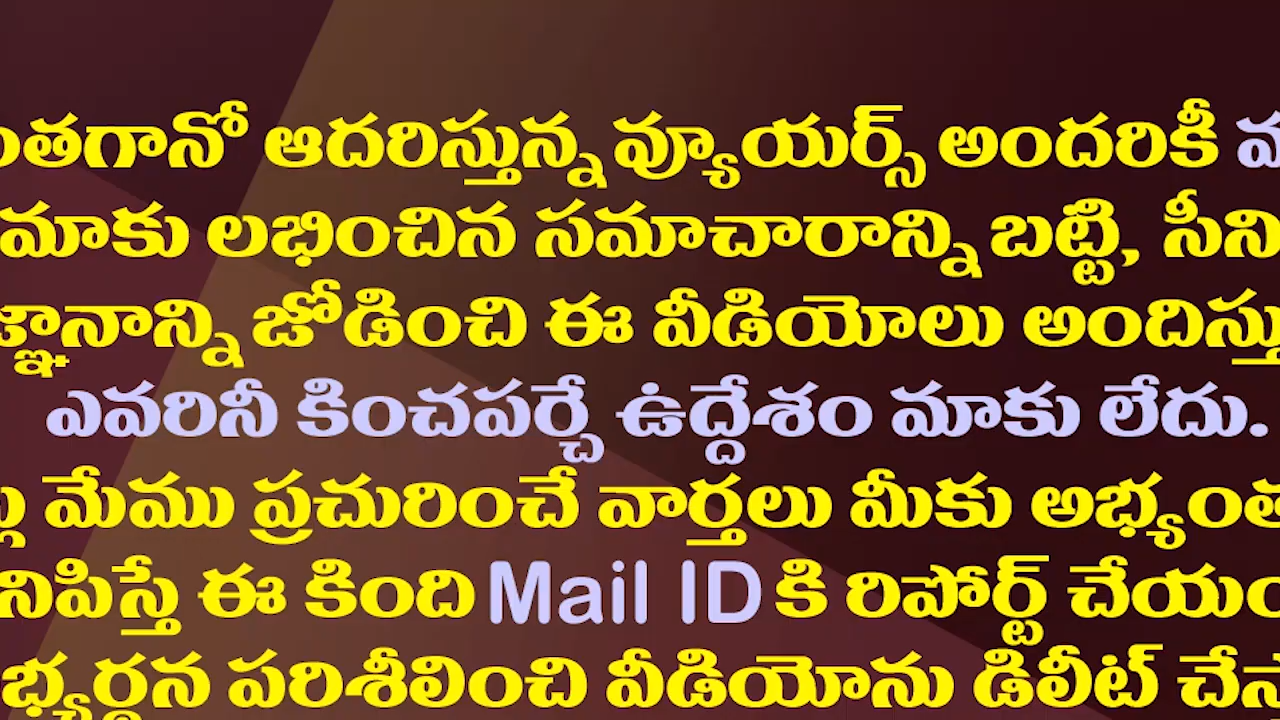 ంతగానో ఆదరిస్తున్న వ్యూయర్స్ అందరికీ
మాకు లభించిన సమాచారాన్ని బట్టి, సీని
జ్ఞానాన్ని జోడించి ఈ వీడియోలు అందిస్తు
ఎవరినీ కించపర్చే ఉద్దేశం మాకు లేదు.
మేము ప్రచురించే వార్తలు మీకు అభ్యంత
నిపిస్తే ఈ కింది Mail ID కి రిపోర్ట్ చేయం
భ్యర్థన పరిశీలించి వీడియోను డిలీట్ చేస